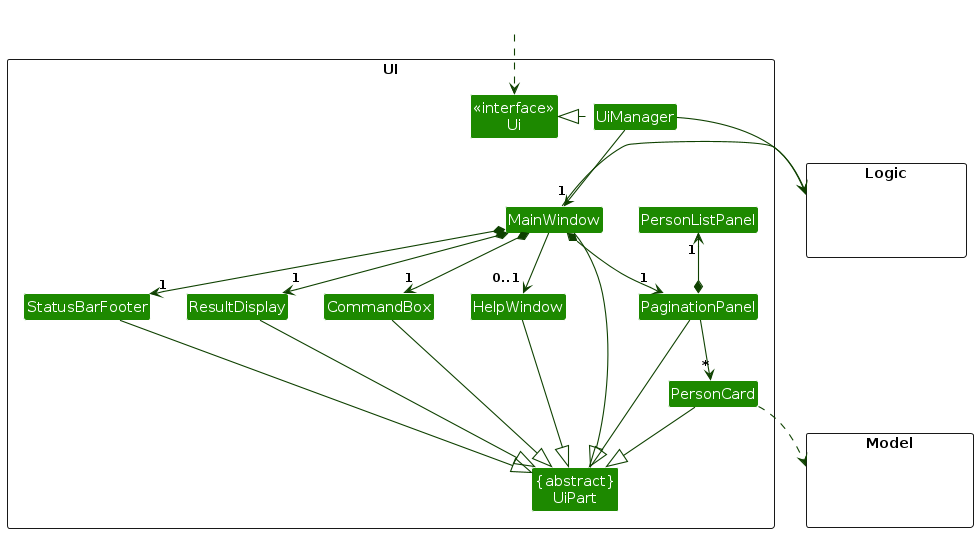 UI
«interface»
Ui
UiManager
Logic
1
MainWindow
PersonListPanel
1
1
1
1
0..1
1
StatusBarFooter
ResultDisplay
CommandBox
HelpWindow
PaginationPanel
*
PersonCard
Model
{abstract}
UiPart